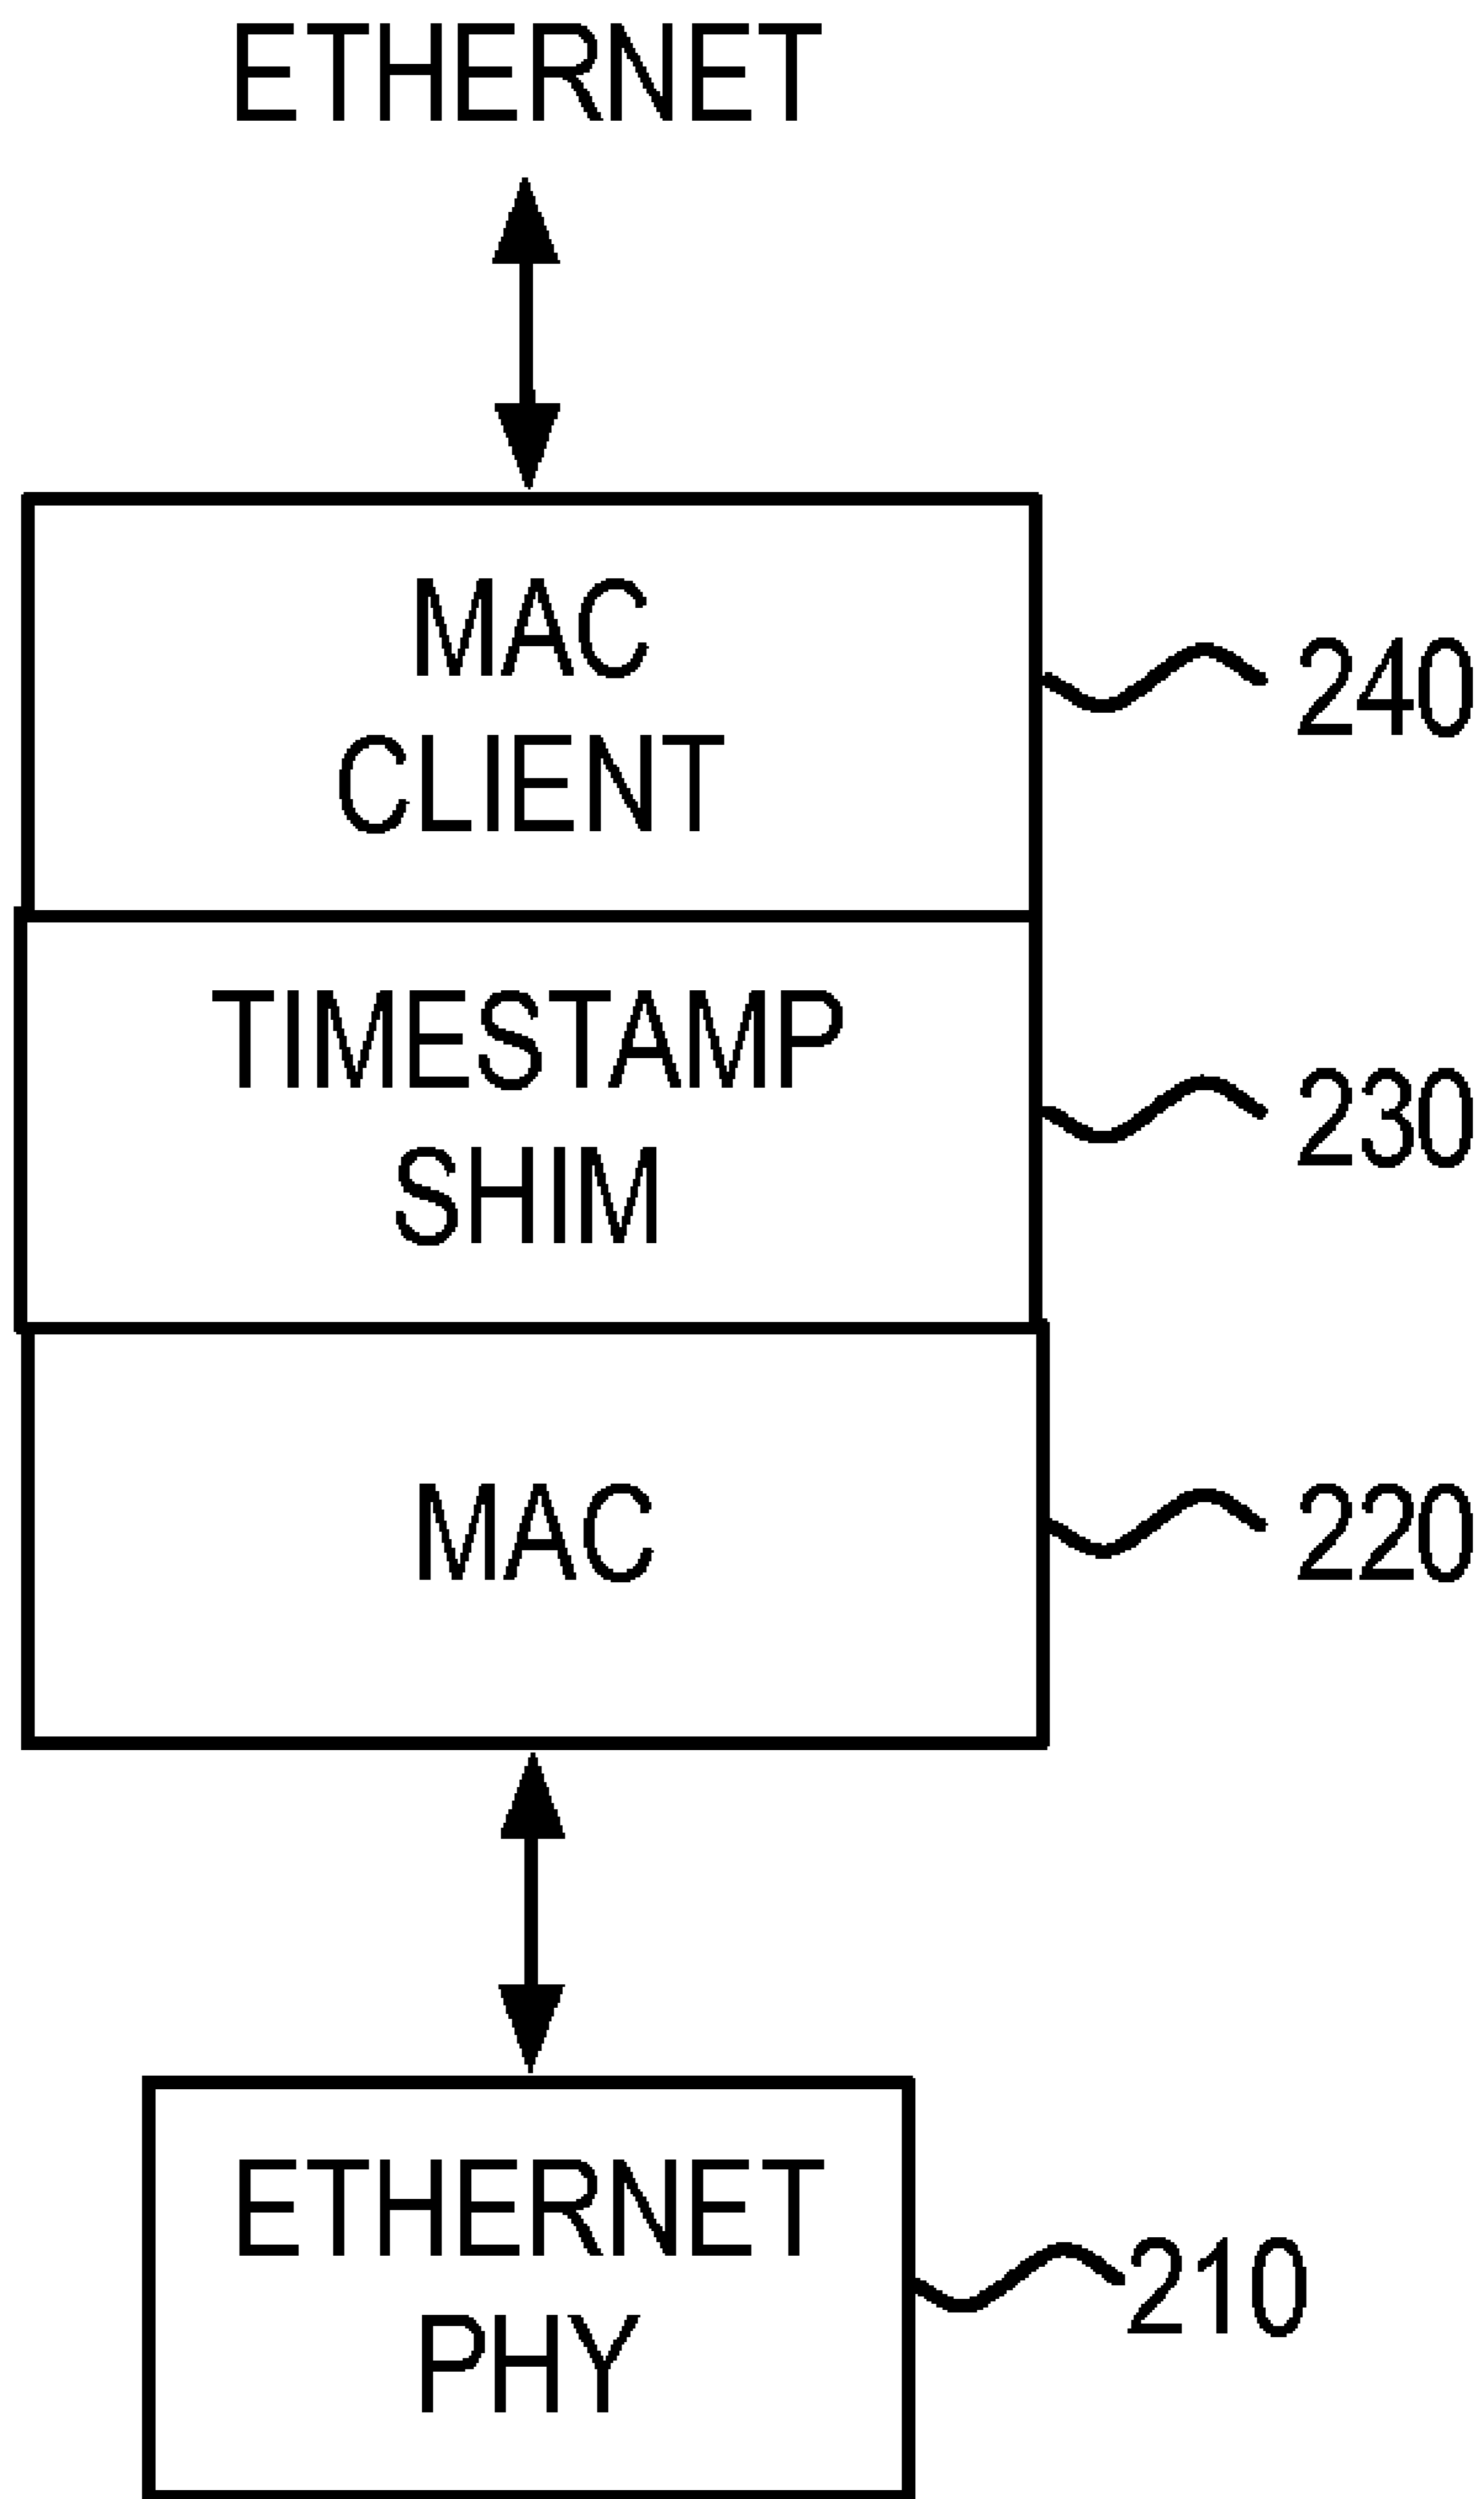 ETHERNET
MAC
CLIENT
240
TIMESTAMP
SHIM
230
MAC
220
ETHERNET
PHY
210